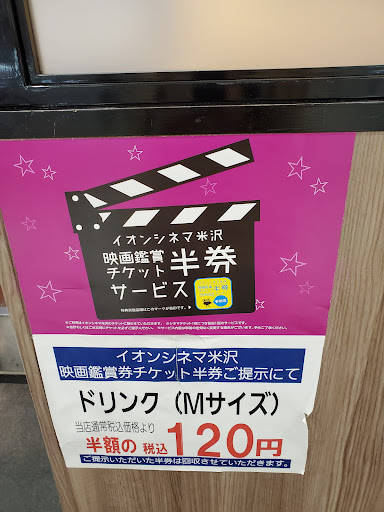 イオンシネマ米沢
映画鑑賞
チケット
半券
サービス
イオンシネマ米沢
映画鑑賞券チケット半券ご提示にて
ドリンク（Mサイズ）
当店通常税込価格より
半額の 税込 120円
ご提示いただいた半券は回収させていただきます。